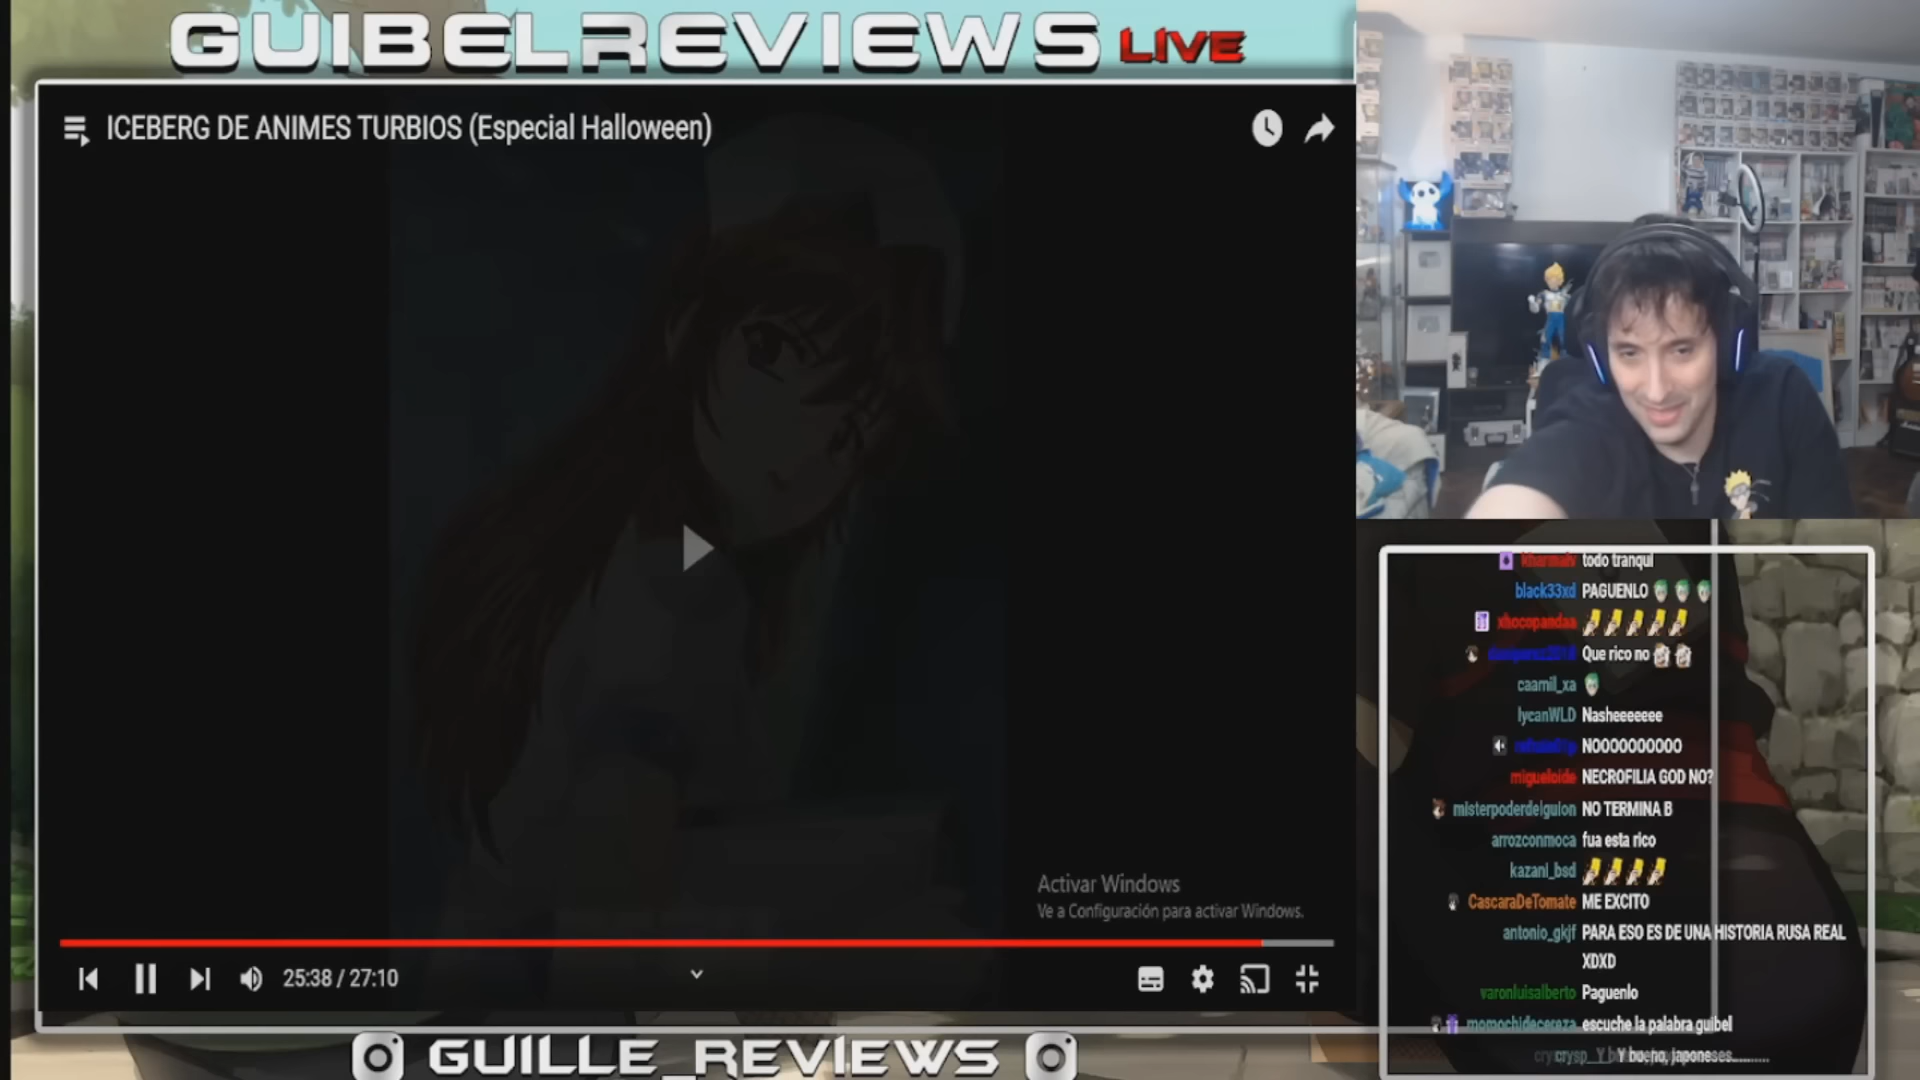 GUIBELREVIEWS LIVE
ICEBERG DE ANIMES TURBIOS (Especial Halloween)
Activar Windows
Ve a Configuración para activar Windows.
25:38 / 27:10
GUILLE_REVIEWS
todo tranqui
black33xd PAGUENLO
xhocopandaa
Que rico no
caamil_xa
lycanWLD Nasheeeeeee
NOOOOOOOOOO
migueloide NECROFILIA GOD NO?
misterpoderdelguion NO TERMINA B
arrozconmoca fua esta rico
kazani_bsd
CascaraDeTomate ME EXCITO
antonio_gkjf PARA ESO ES DE UNA HISTORIA RUSA REAL
XDXD
varonluisalberto Paguenlo
momochidecereza escuche la palabra guibel
Y bueno, japoneses.........